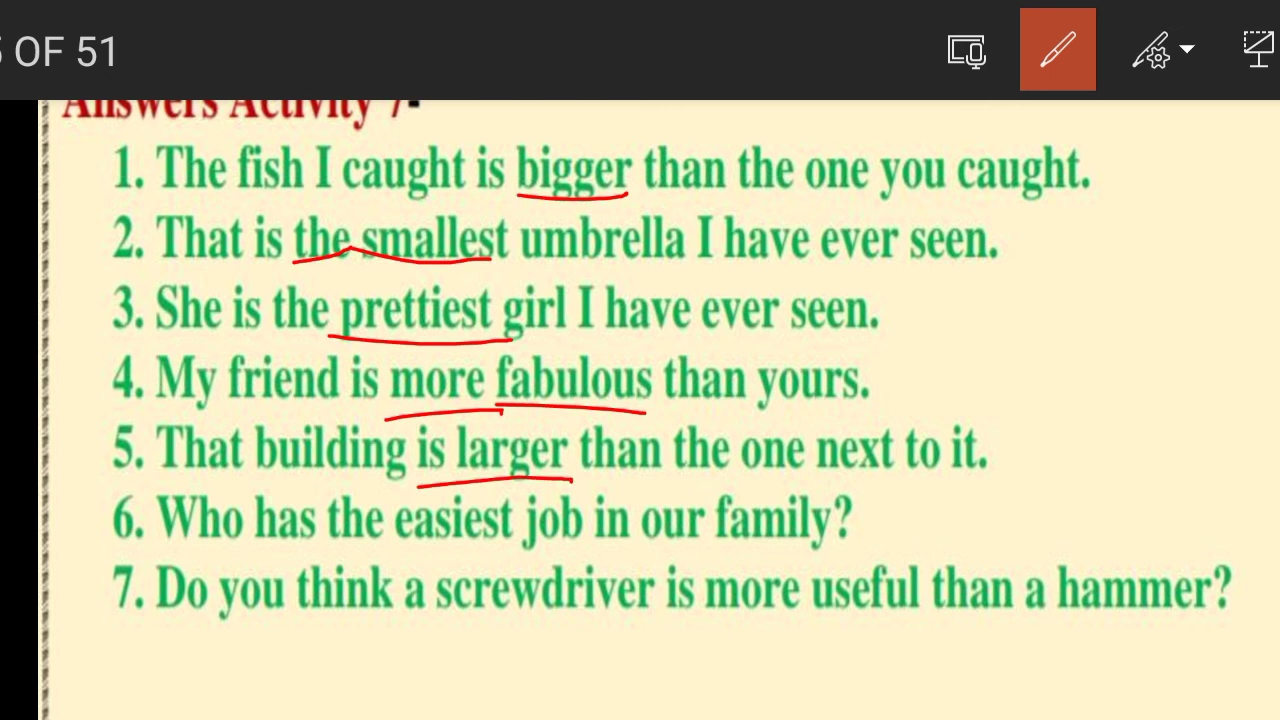 OF 51
Answers Activity 7-
1. The fish I caught is bigger than the one you caught.
2. That is the smallest umbrella I have ever seen.
3. She is the prettiest girl I have ever seen.
4. My friend is more fabulous than yours.
5. That building is larger than the one next to it.
6. Who has the easiest job in our family?
7. Do you think a screwdriver is more useful than a hammer?